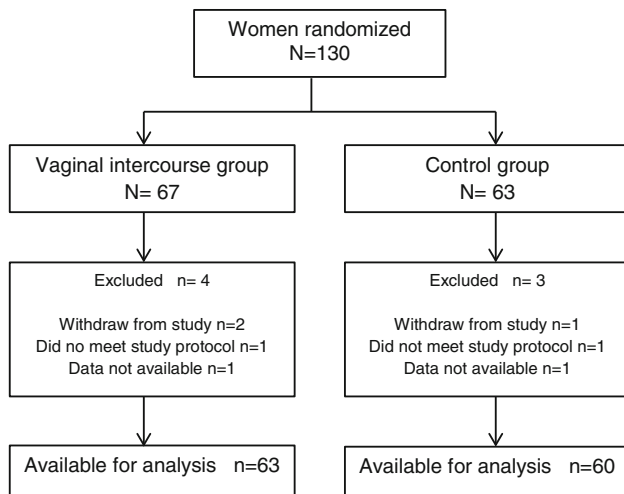 Women randomized
N=130
Vaginal intercourse group
N= 67
Control group
N= 63
Excluded n= 4
Withdraw from study n=2
Did no meet study protocol n=1
Data not available n=1
Excluded n= 3
Withdraw from study n=1
Did not meet study protocol n=1
Data not available n=1
Available for analysis n=63
Available for analysis n=60